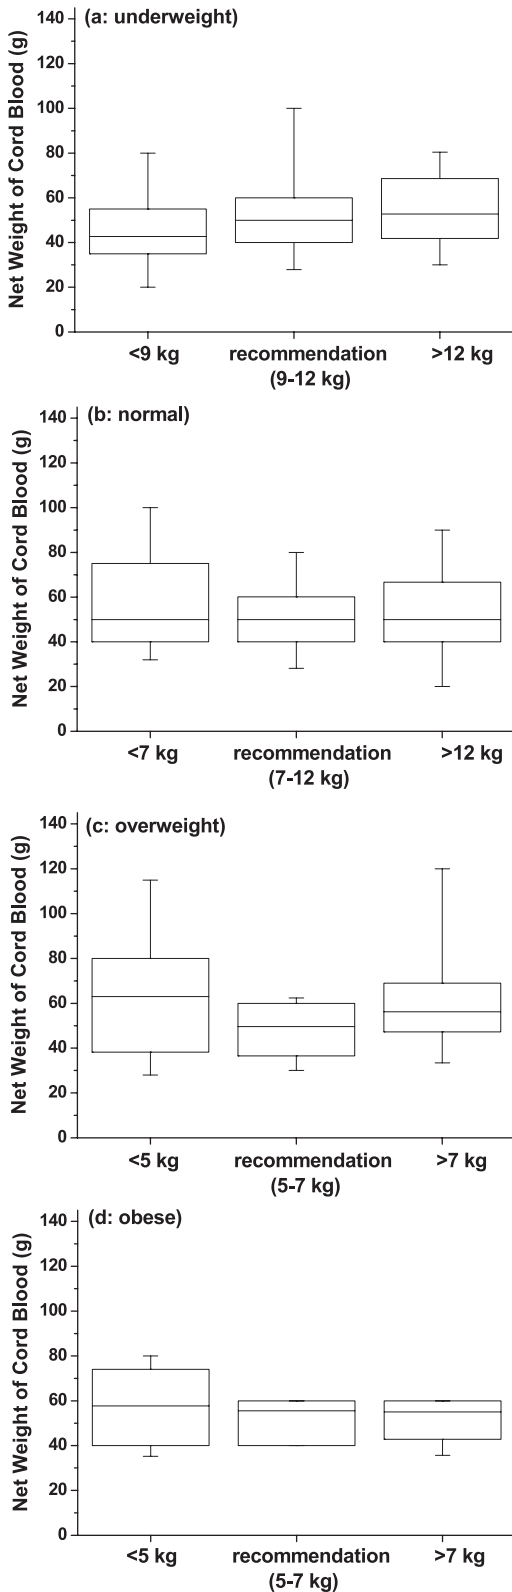 (a: underweight)
Net Weight of Cord Blood (g)
140
120
100
80
60
40
20
0
<9 kg recommendation >12 kg
(9-12 kg)
(b: normal)
Net Weight of Cord Blood (g)
140
120
100
80
60
40
20
0
<7 kg recommendation >12 kg
(7-12 kg)
(c: overweight)
Net Weight of Cord Blood (g)
140
120
100
80
60
40
20
0
<5 kg recommendation >7 kg
(5-7 kg)
(d: obese)
Net Weight of Cord Blood (g)
140
120
100
80
60
40
20
0
<5 kg recommendation >7 kg
(5-7 kg)